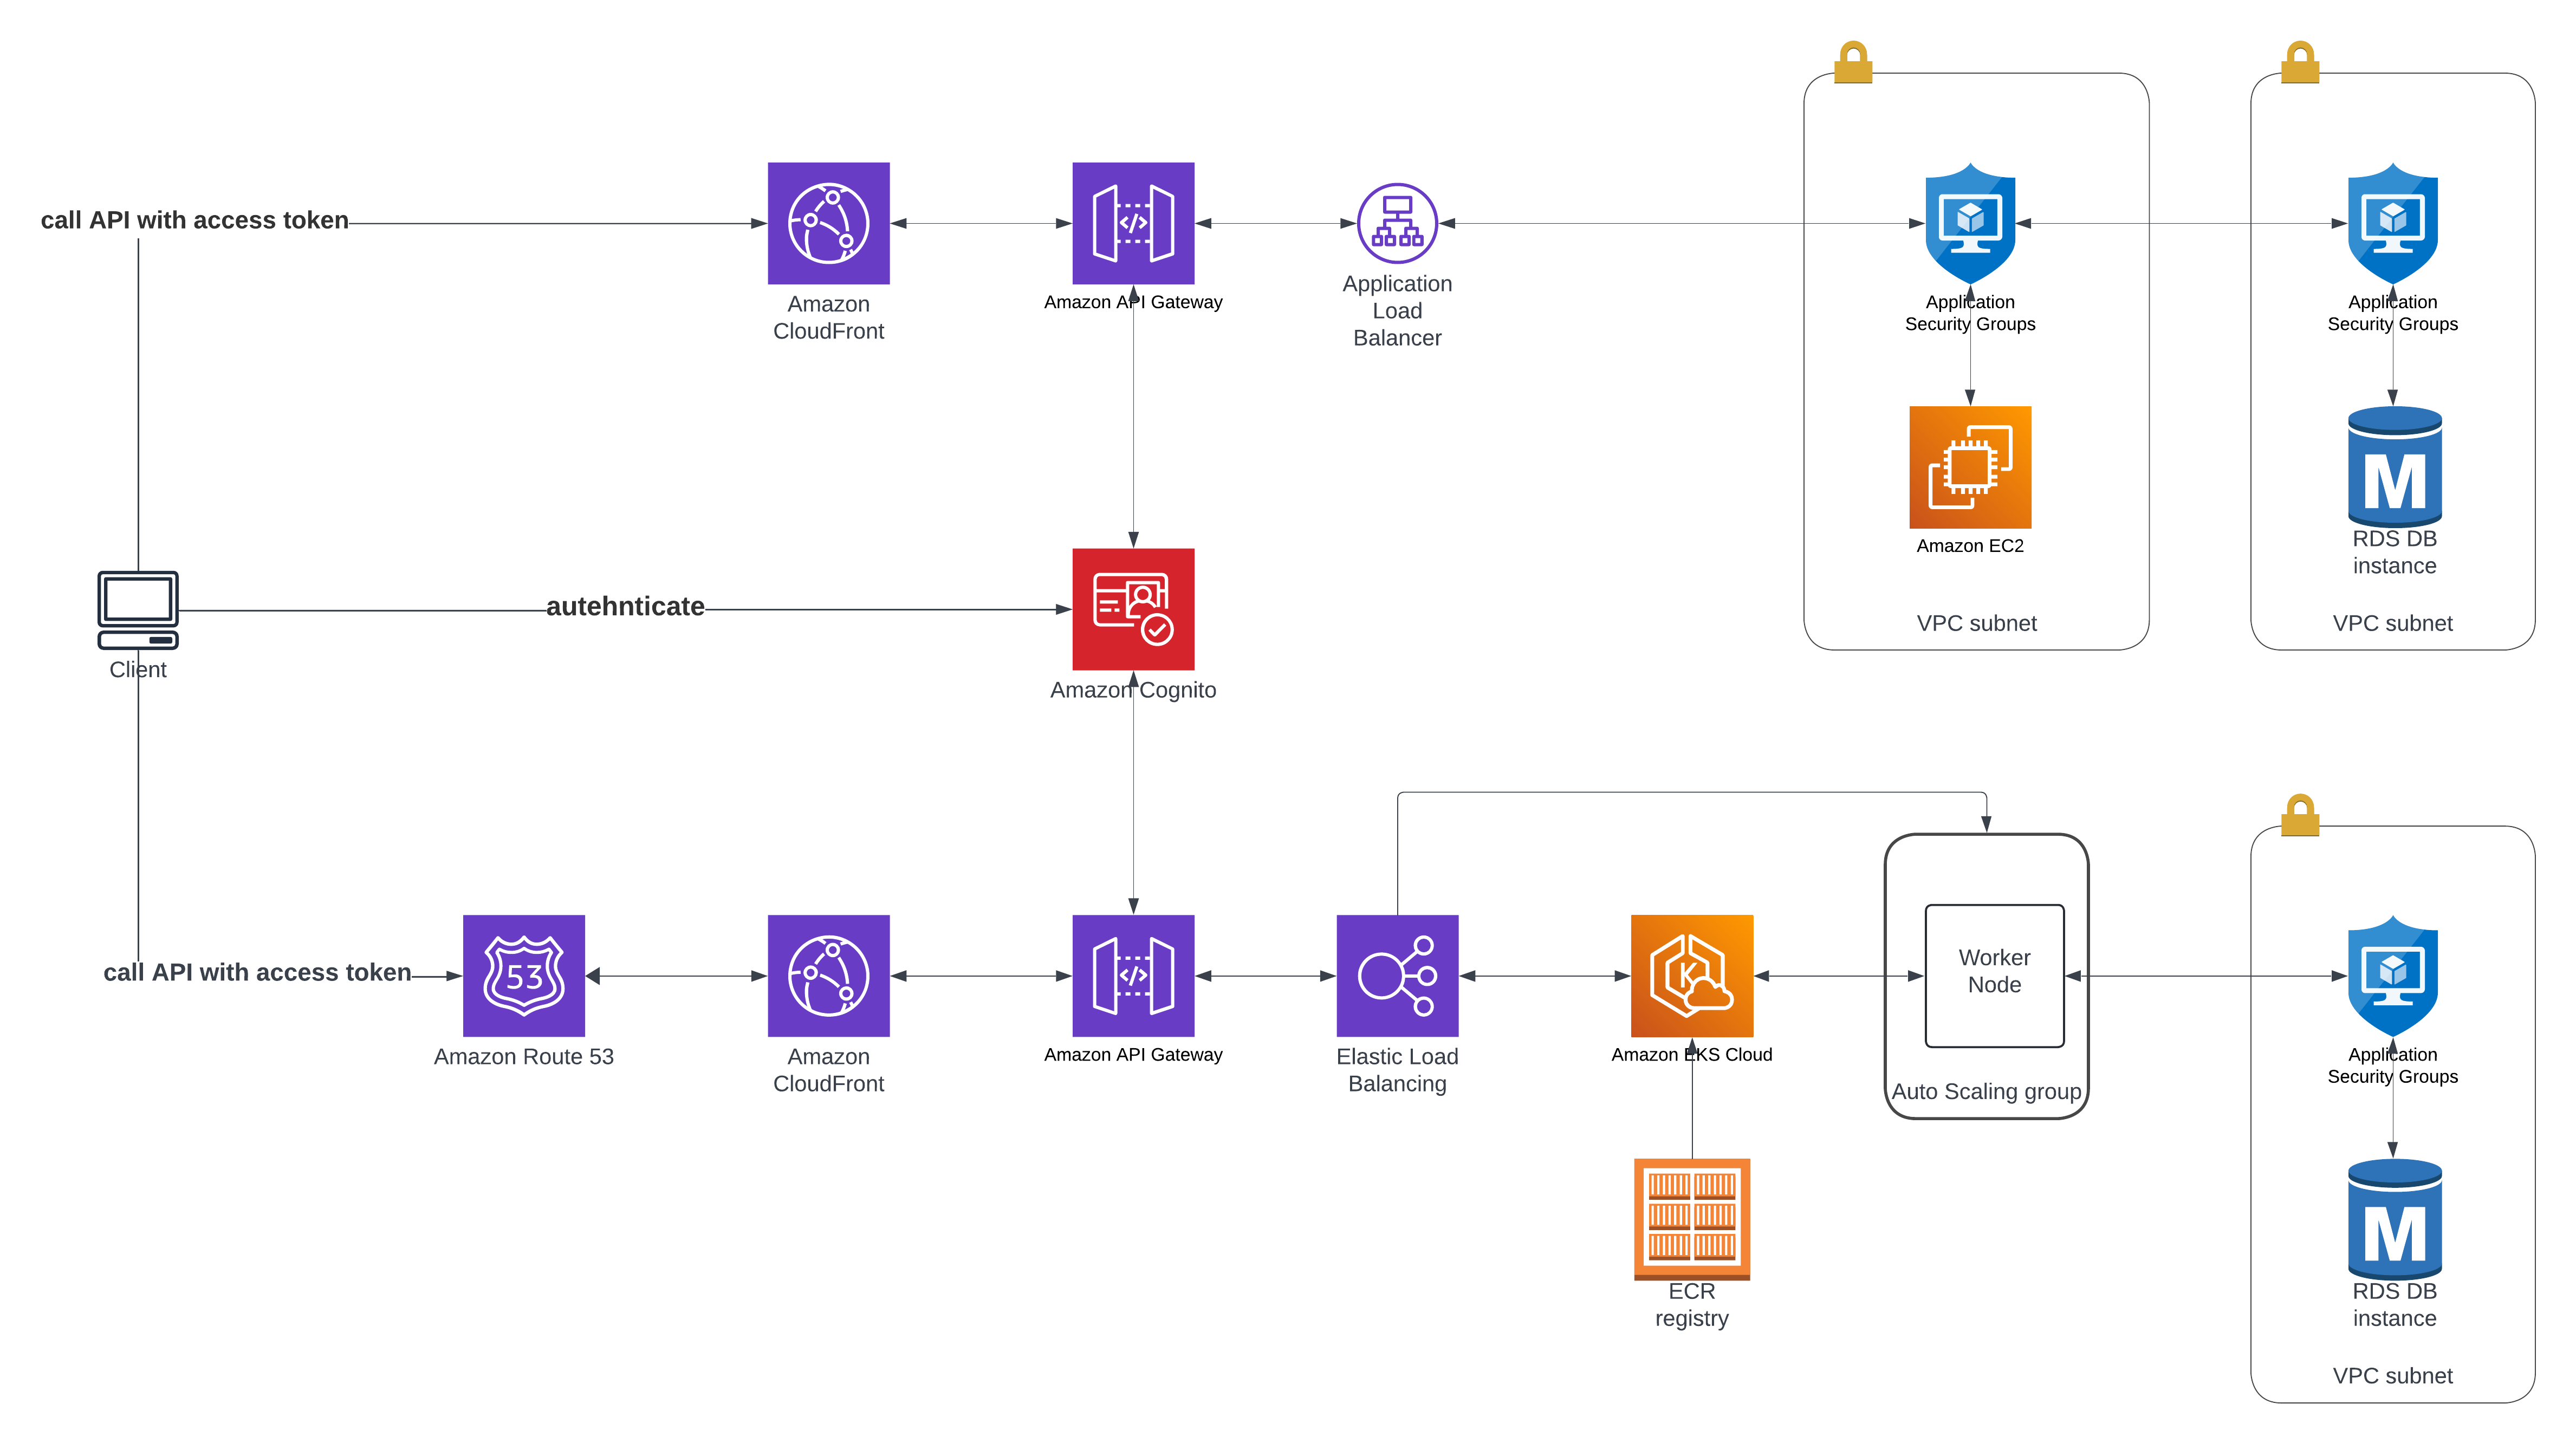 call API with access token
Amazon
CloudFront
Amazon API Gateway
Application
Load
Balancer
Application
Security Groups
Amazon EC2
VPC subnet
Application
Security Groups
M
RDS DB
instance
VPC subnet
Client
autehnticate
Amazon Cognito
call API with access token
53
Amazon Route 53
Amazon
CloudFront
Amazon API Gateway
Elastic Load
Balancing
K
Amazon EKS Cloud
Worker
Node
Auto Scaling group
ECR
registry
Application
Security Groups
M
RDS DB
instance
VPC subnet